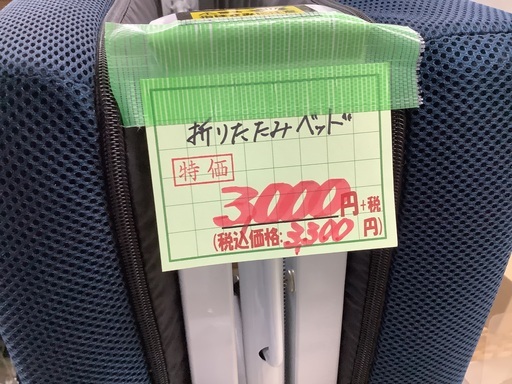 折りたたみベッド
特価
3,000円+税
(税込価格:3,300円)